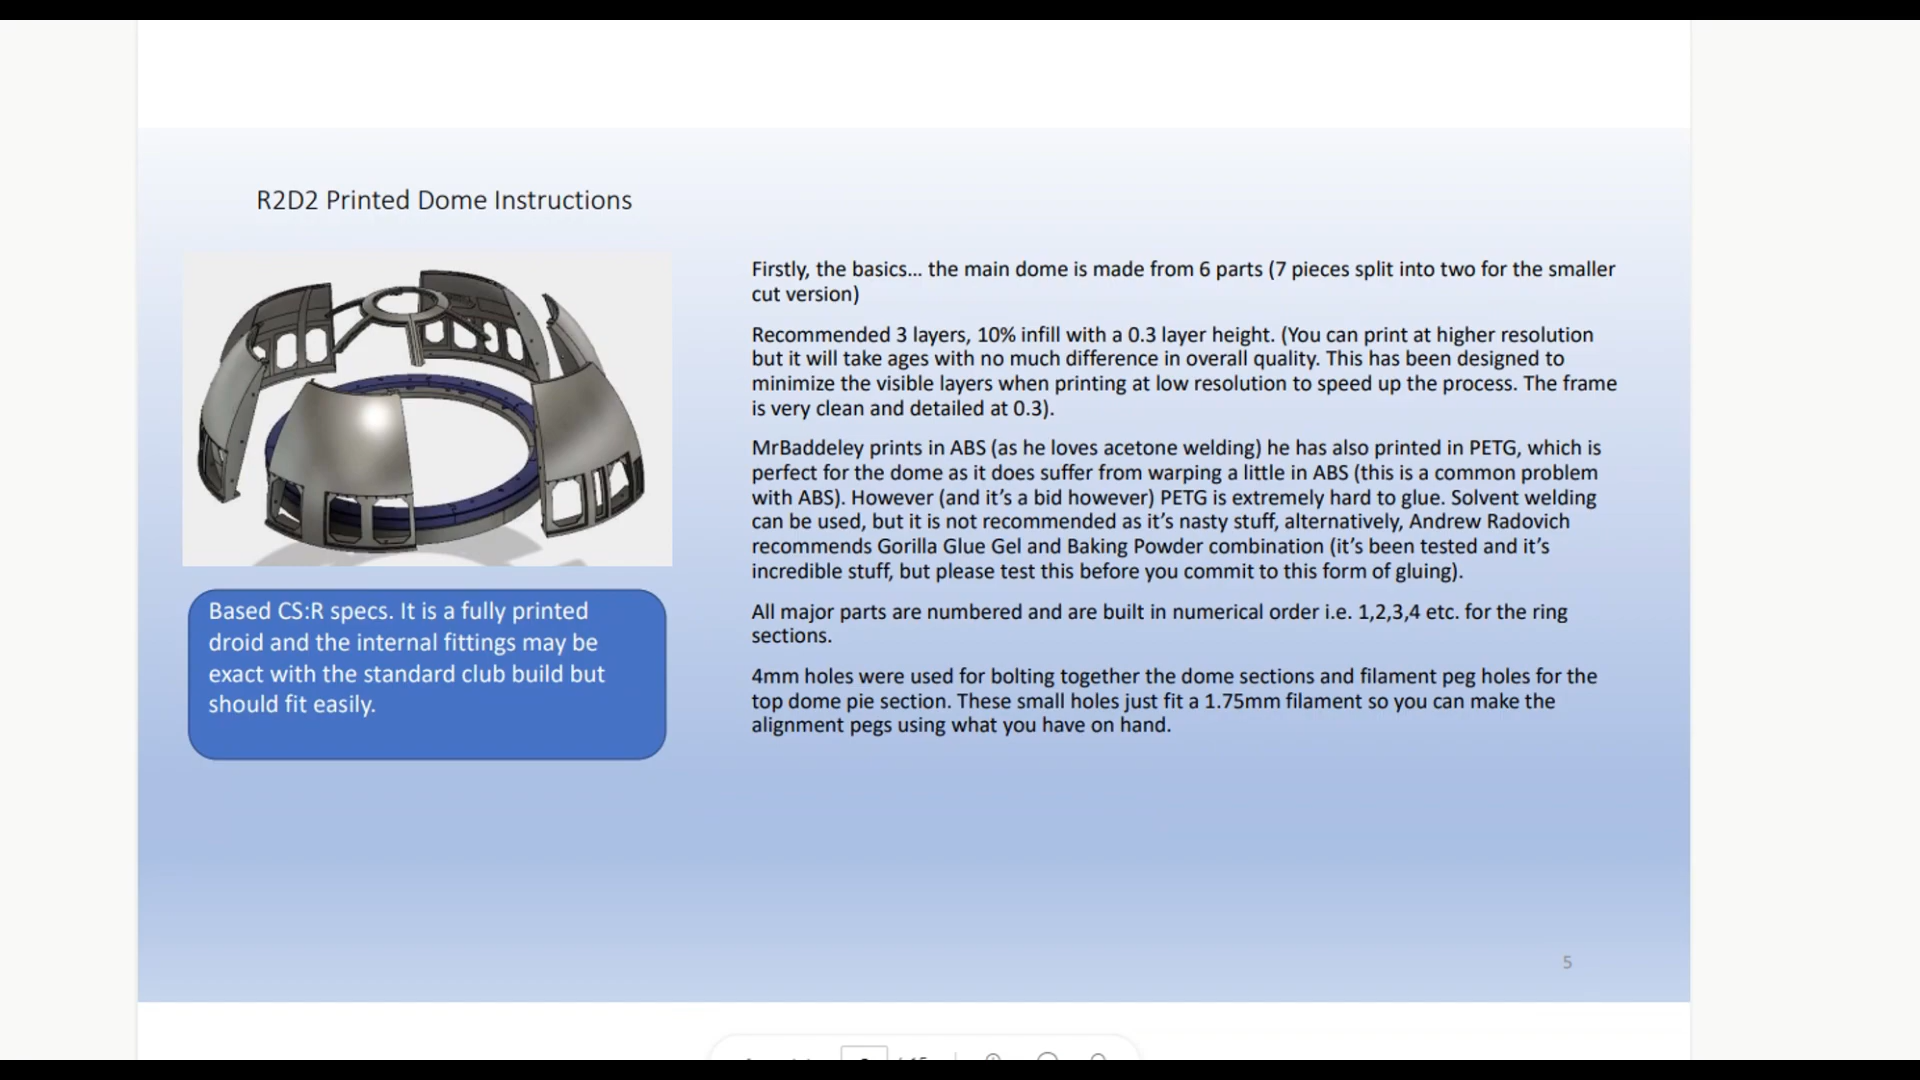 R2D2 Printed Dome Instructions
Firstly, the basics... the main dome is made from 6 parts (7 pieces split into two for the smaller
cut version)
Recommended 3 layers, 10% infill with a 0.3 layer height. (You can print at higher resolution
but it will take ages with no much difference in overall quality. This has been designed to
minimize the visible layers when printing at low resolution to speed up the process. The frame
is very clean and detailed at 0.3).
MrBaddeley prints in ABS (as he loves acetone welding) he has also printed in PETG, which is
perfect for the dome as it does suffer from warping a little in ABS (this is a common problem
with ABS). However (and it's a bid however) PETG is extremely hard to glue. Solvent welding
can be used, but it is not recommended as it's nasty stuff, alternatively, Andrew Radovich
recommends Gorilla Glue Gel and Baking Powder combination (it's been tested and it's
incredible stuff, but please test this before you commit to this form of gluing).
All major parts are numbered and are built in numerical order i.e. 1,2,3,4 etc. for the ring
sections.
4mm holes were used for bolting together the dome sections and filament peg holes for the
top dome pie section. These small holes just fit a 1.75mm filament so you can make the
alignment pegs using what you have on hand.
Based CS:R specs. It is a fully printed
droid and the internal fittings may be
exact with the standard club build but
should fit easily.
5